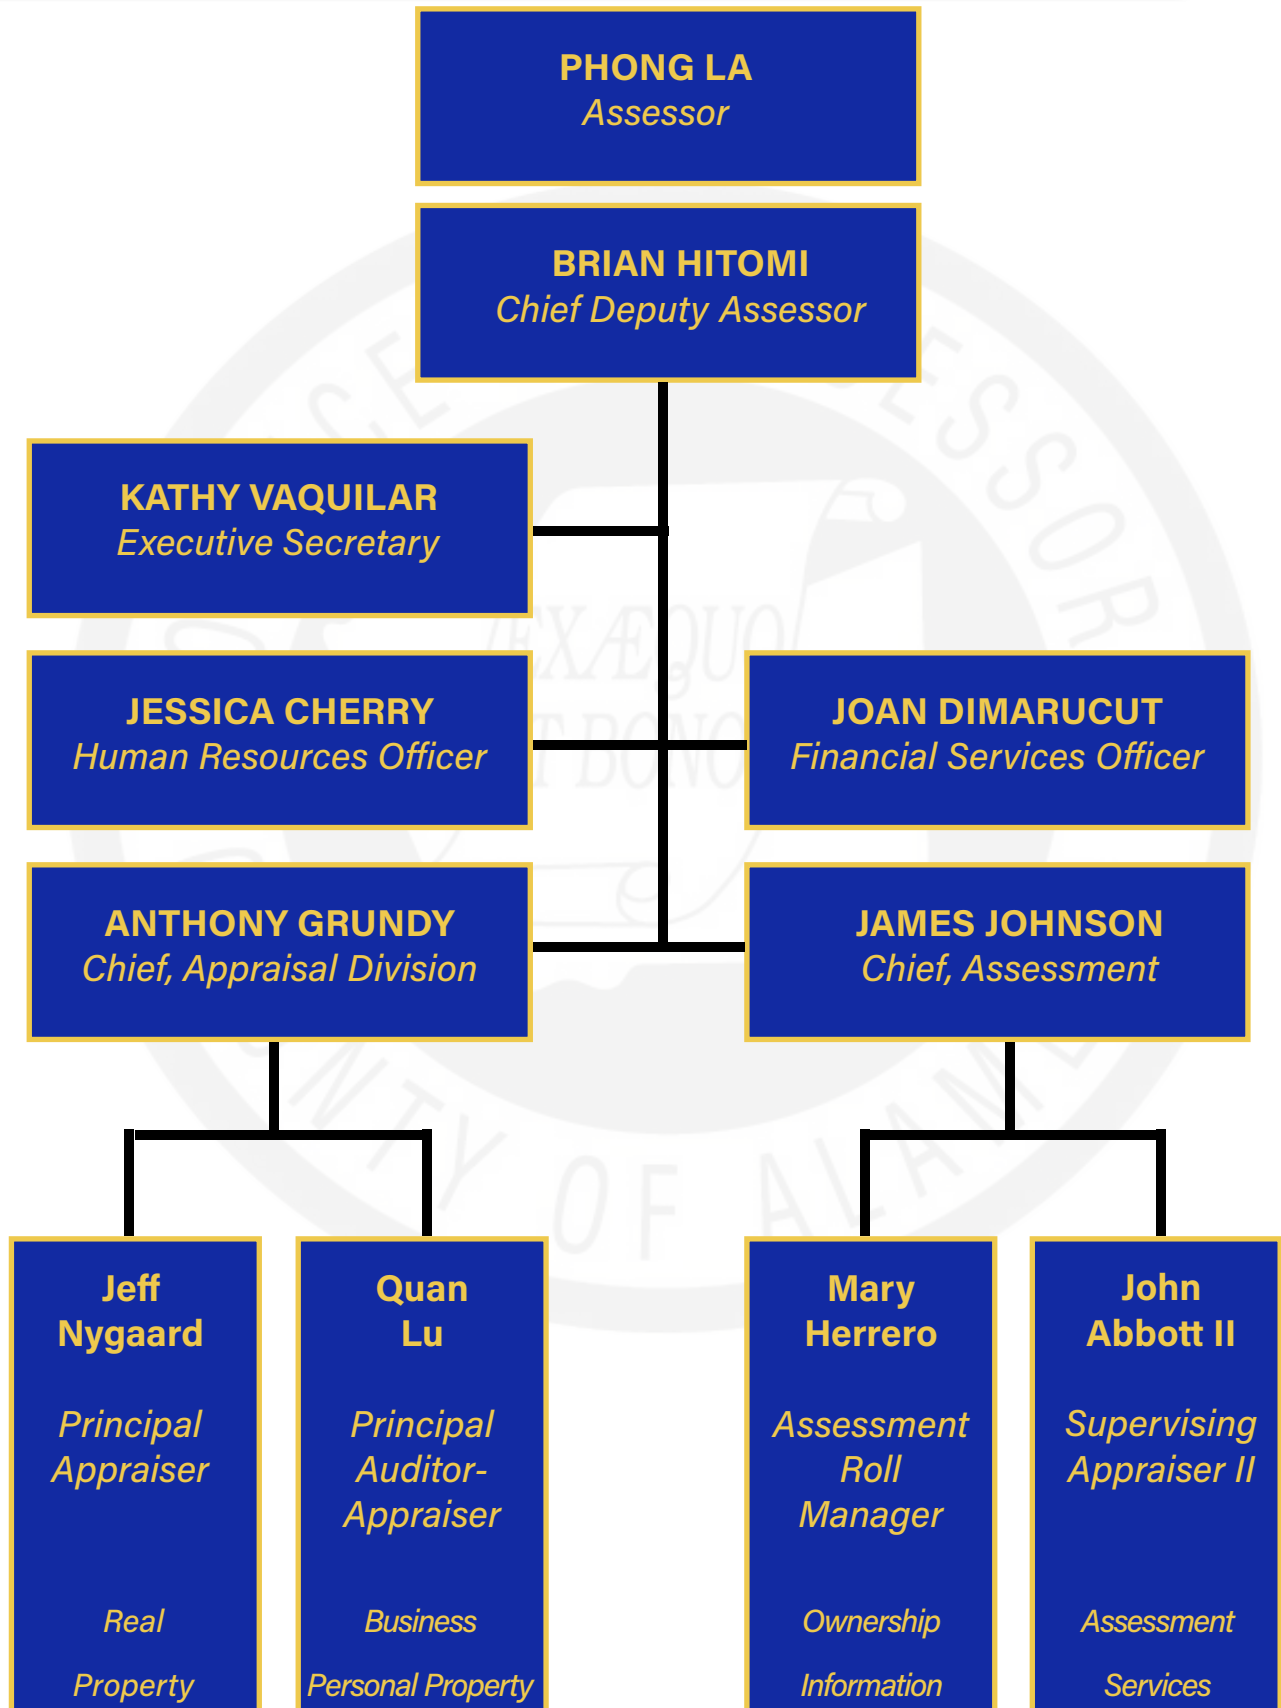 PHONG LA
Assessor
BRIAN HITOMI
Chief Deputy Assessor
KATHY VAQUILAR
Executive Secretary
JESSICA CHERRY
Human Resources Officer
JOAN DIMARUCUT
Financial Services Officer
ANTHONY GRUNDY
Chief, Appraisal Division
JAMES JOHNSON
Chief, Assessment
Jeff
Nygaard
Principal
Appraiser
Real
Property
Quan
Lu
Principal
Auditor-
Appraiser
Business
Personal Property
Mary
Herrero
Assessment
Roll
Manager
Ownership
Information
John
Abbott II
Supervising
Appraiser II
Assessment
Services